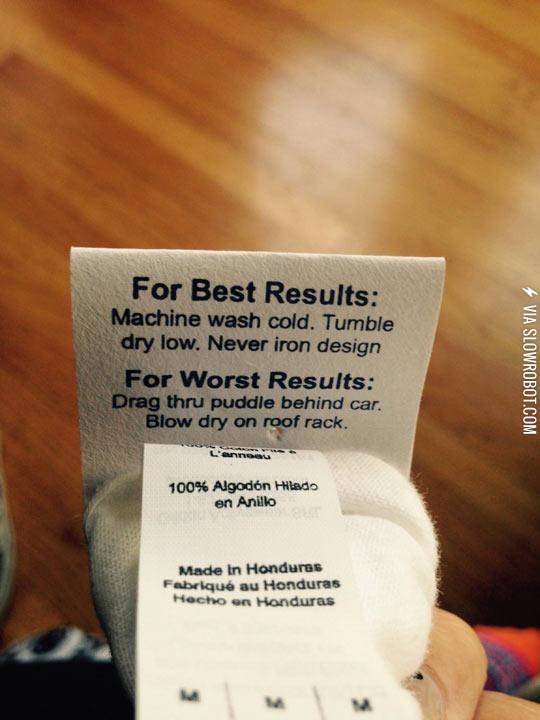 For Best Results:
Machine wash cold. Tumble
dry low. Never iron design
For Worst Results:
Drag thru puddle behind car.
Blow dry on roof rack.
L'anneau
100% Algodón Hilado
en Anillo
Made in Honduras
Fabriqué au Honduras
Hecho en Honduras
M M M
VIA SLOWROBOT.COM